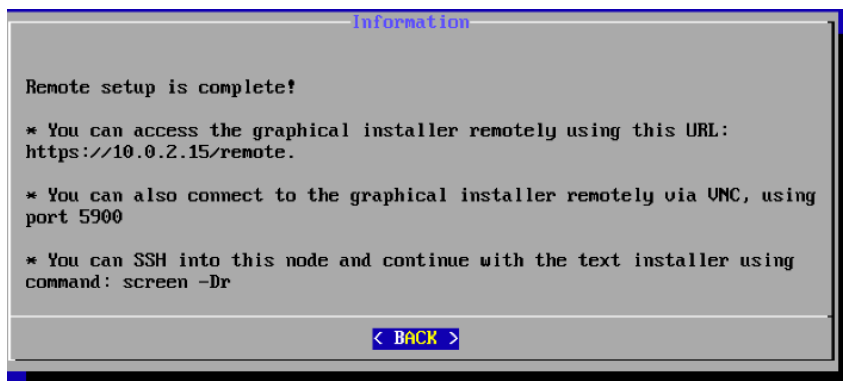 Information
Remote setup is complete!
* You can access the graphical installer remotely using this URL:
https://10.0.2.15/remote.
* You can also connect to the graphical installer remotely via VNC, using
port 5900
* You can SSH into this node and continue with the text installer using
command: screen -Dr
< BACK >